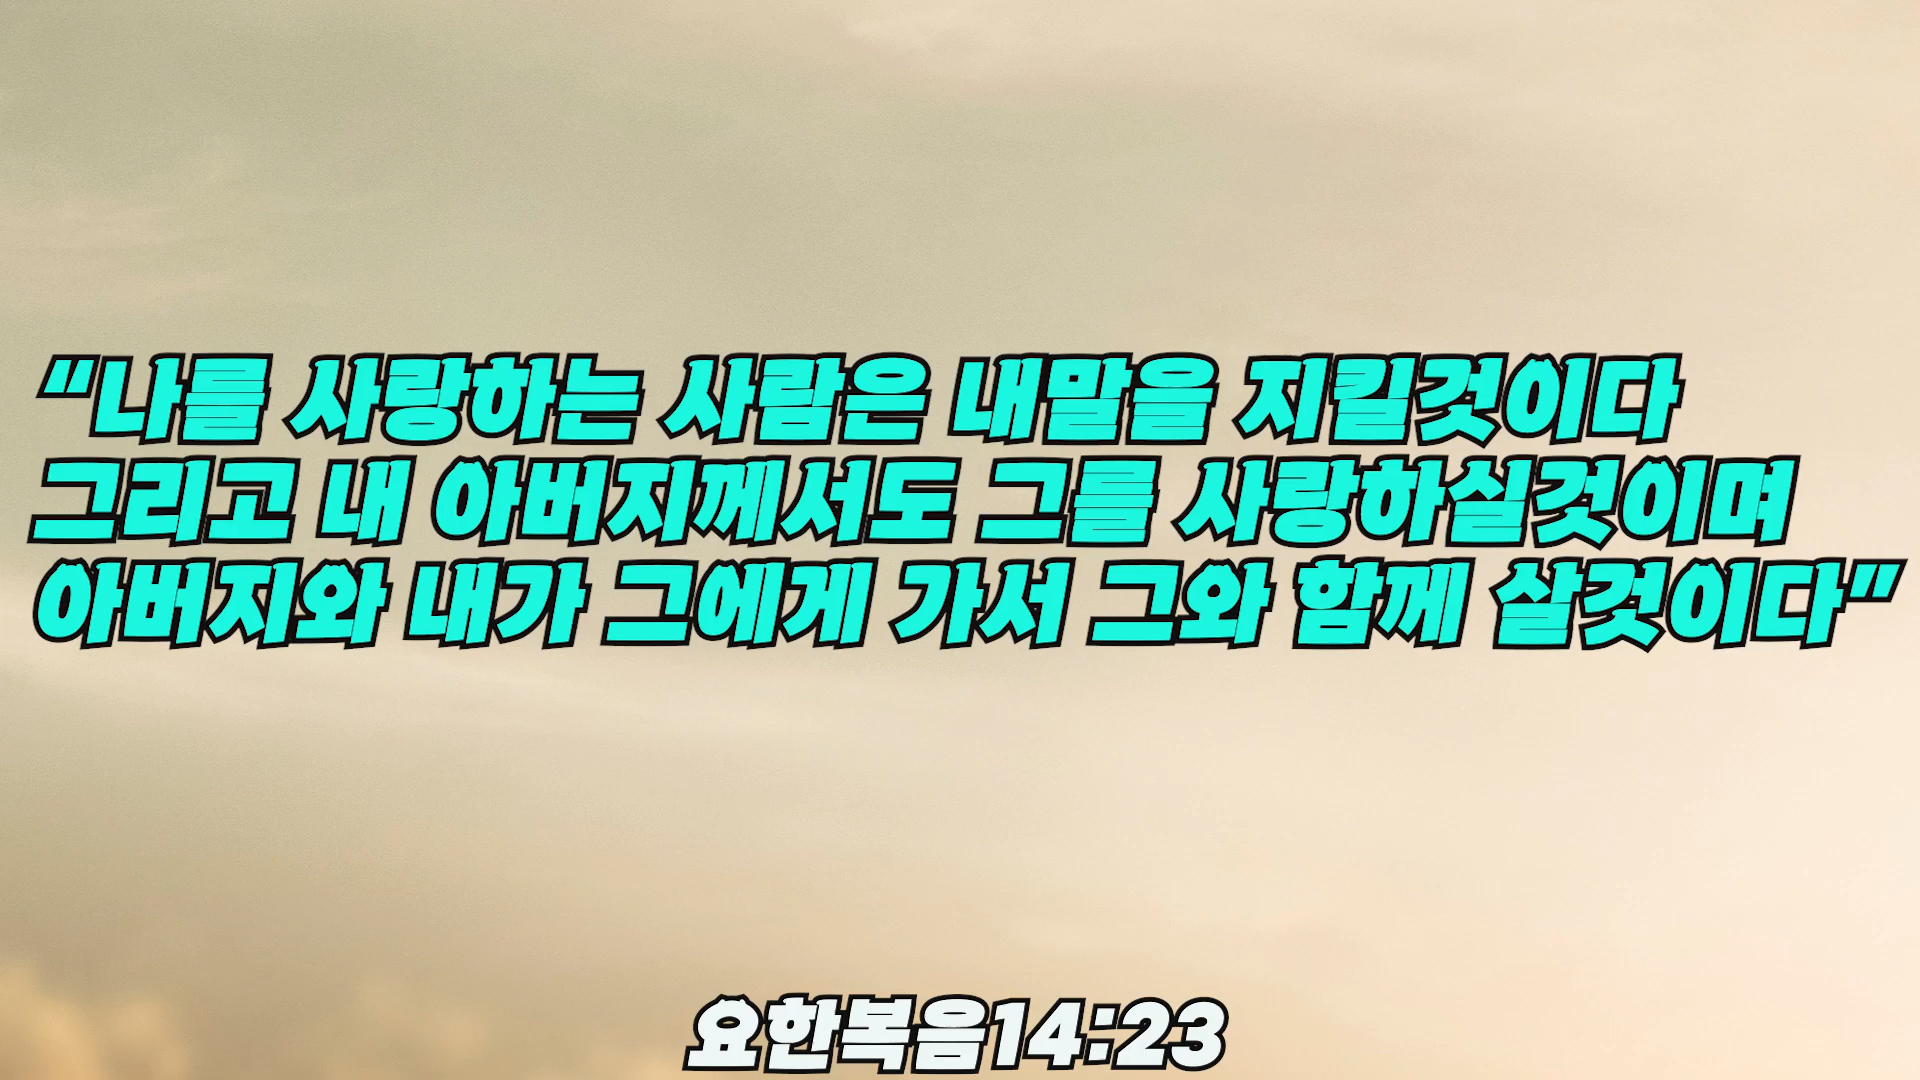 “나를 사랑하는 사람은 내말을 지킬것이다
그리고 내 아버지께서도 그를 사랑하실것이며
아버지와 내가 그에게 가서 그와 함께 살것이다”
요한복음14:23